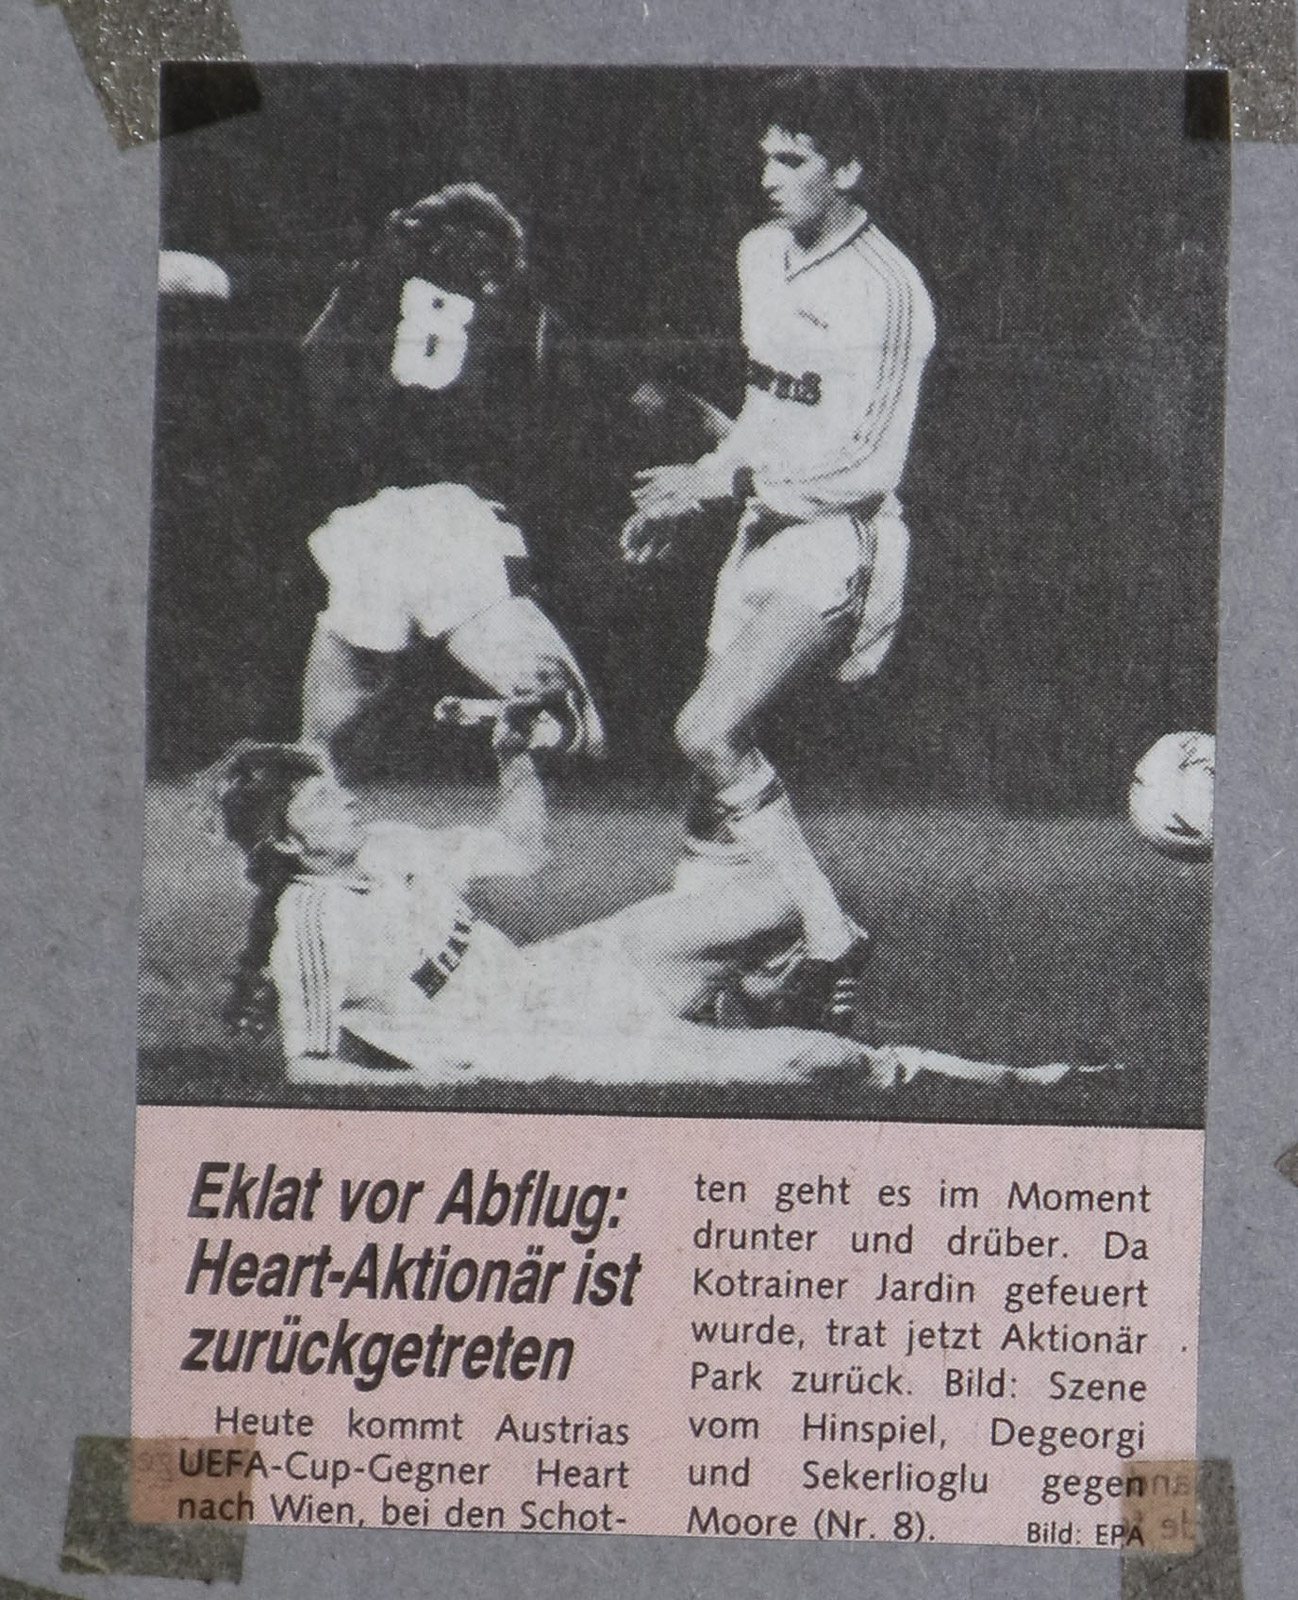 8
Eklat vor Abflug:
Heart-Aktionär ist
zurückgetreten
Heute kommt Austrias
UEFA-Cup-Gegner Heart
nach Wien, bei den Schot-
ten geht es im Moment
drunter und drüber. Da
Kotrainer Jardin gefeuert
wurde, trat jetzt Aktionär
Park zurück. Bild: Szene
vom Hinspiel, Degeorgi
und Sekerlioglu gegen
Moore (Nr. 8).
Bild: EPA